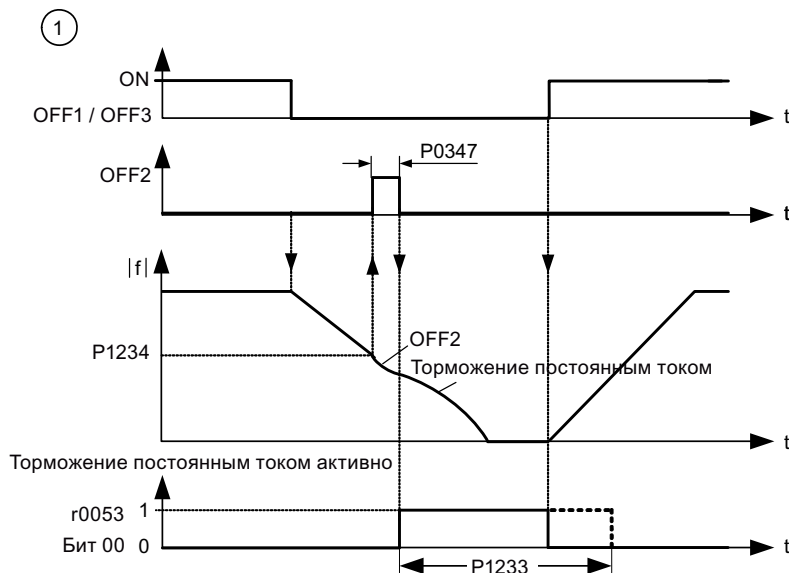 1
ON
OFF1 / OFF3
t
P0347
OFF2
t
|f|
P1234
OFF2
Торможение постоянным током
t
Торможение постоянным током активно
r0053 1
Бит 00 0
t
P1233